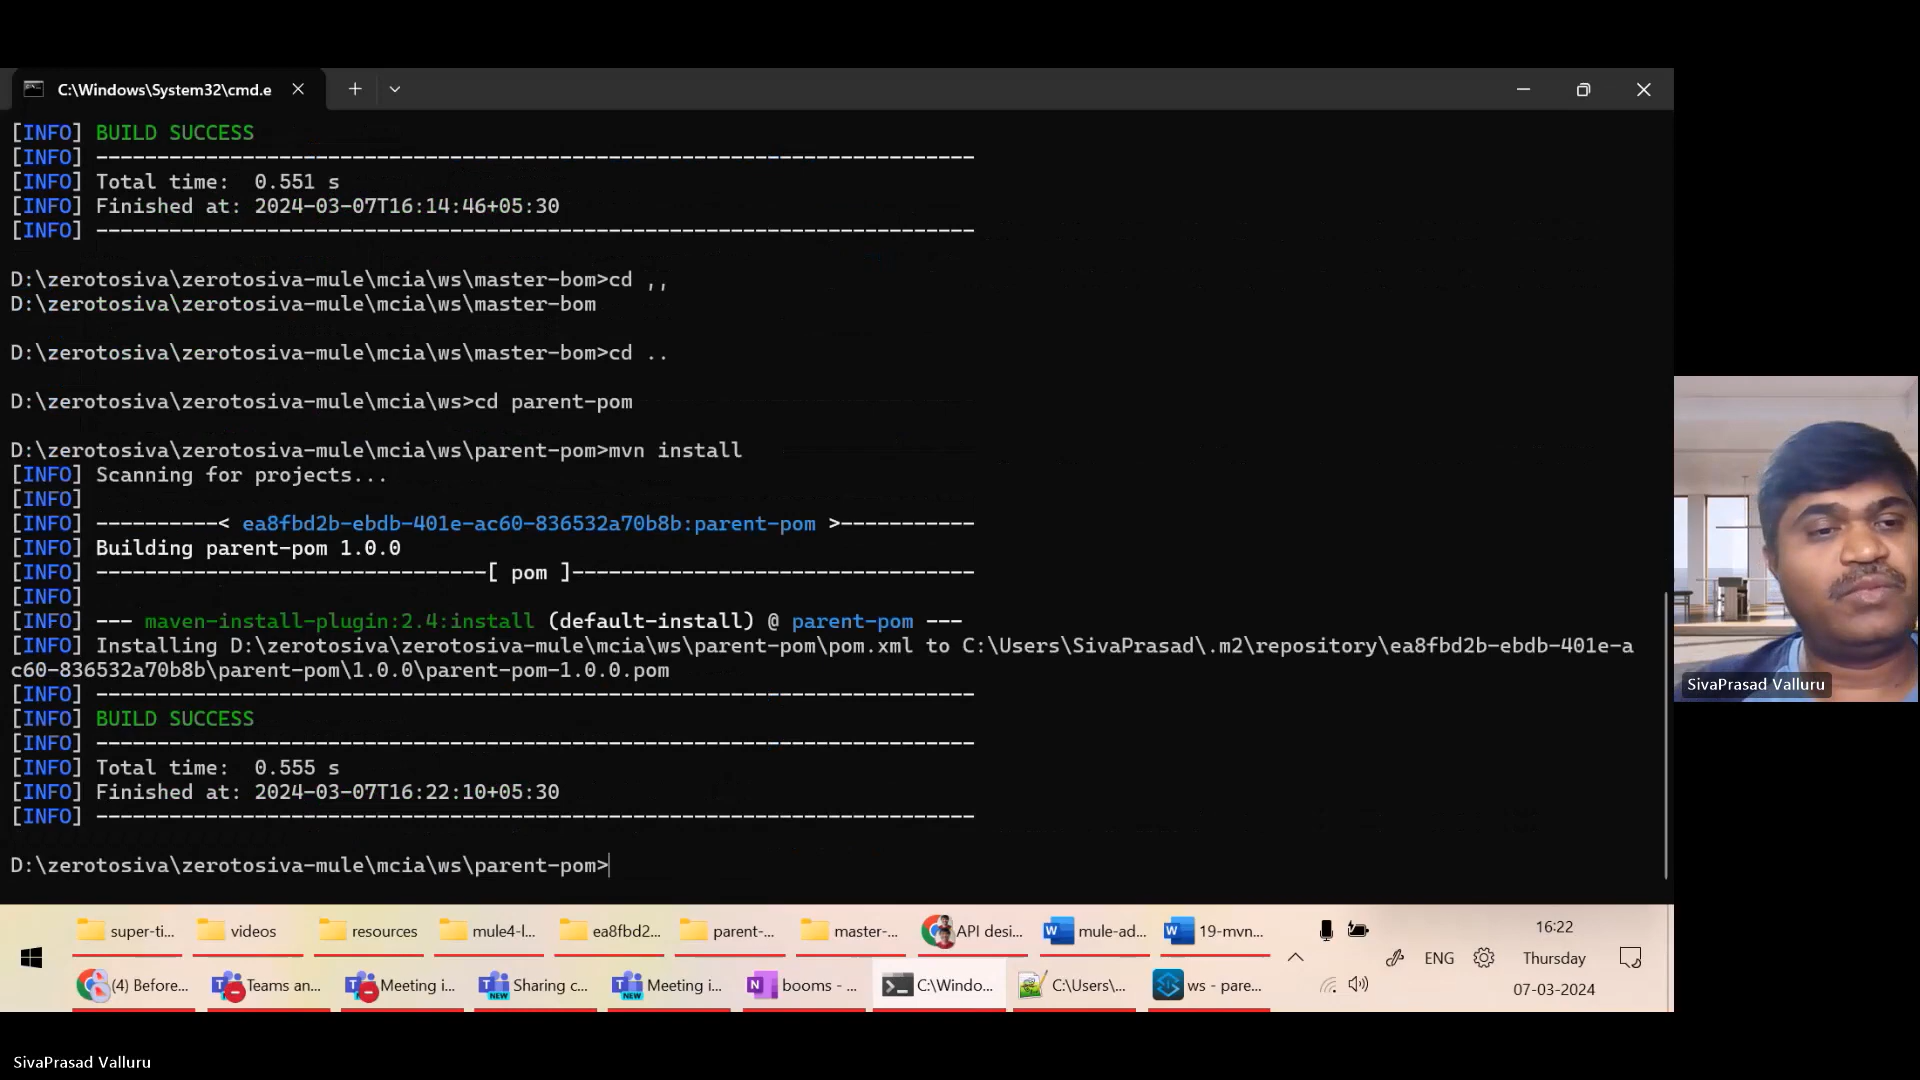 C:\Windows\System32\cmd.e
[INFO] BUILD SUCCESS
[INFO] ------------------------------------------------------------------------
[INFO] Total time:  0.551 s
[INFO] Finished at: 2024-03-07T16:14:46+05:30
[INFO] ------------------------------------------------------------------------
D:\zerotosiva\zerotosiva-mule\mcia\ws\master-bom>cd ,,
D:\zerotosiva\zerotosiva-mule\mcia\ws\master-bom
D:\zerotosiva\zerotosiva-mule\mcia\ws\master-bom>cd ..
D:\zerotosiva\zerotosiva-mule\mcia\ws>cd parent-pom
D:\zerotosiva\zerotosiva-mule\mcia\ws\parent-pom>mvn install
[INFO] Scanning for projects...
[INFO]
[INFO] ----------< ea8fbd2b-ebdb-401e-ac60-836532a70b8b:parent-pom >-----------
[INFO] Building parent-pom 1.0.0
[INFO] --------------------------------[ pom ]---------------------------------
[INFO]
[INFO] --- maven-install-plugin:2.4:install (default-install) @ parent-pom ---
[INFO] Installing D:\zerotosiva\zerotosiva-mule\mcia\ws\parent-pom\pom.xml to C:\Users\SivaPrasad\.m2\repository\ea8fbd2b-ebdb-401e-a
c60-836532a70b8b\parent-pom\1.0.0\parent-pom-1.0.0.pom
[INFO] ------------------------------------------------------------------------
[INFO] BUILD SUCCESS
[INFO] ------------------------------------------------------------------------
[INFO] Total time:  0.555 s
[INFO] Finished at: 2024-03-07T16:22:10+05:30
[INFO] ------------------------------------------------------------------------
D:\zerotosiva\zerotosiva-mule\mcia\ws\parent-pom>
SivaPrasad Valluru
super-ti... videos resources mule4-l... ea8fbd2... parent-... master-... API desi... mule-ad... 19-mvn... 16:22
ENG Thursday
(4) Before... Teams an... Meeting i... Sharing c... Meeting i... booms - ... C:\Windo... C:\Users\... ws - pare... 07-03-2024
SivaPrasad Valluru